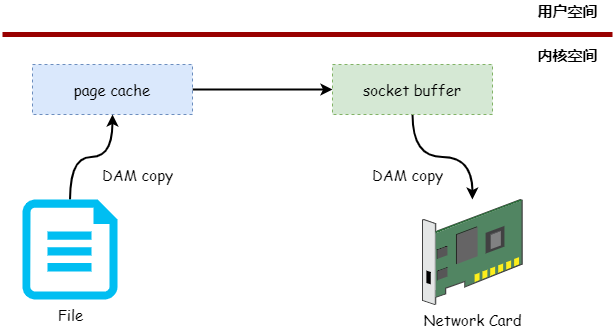 用户空间
内核空间
page cache
socket buffer
DAM copy
DAM copy
File
Network Card